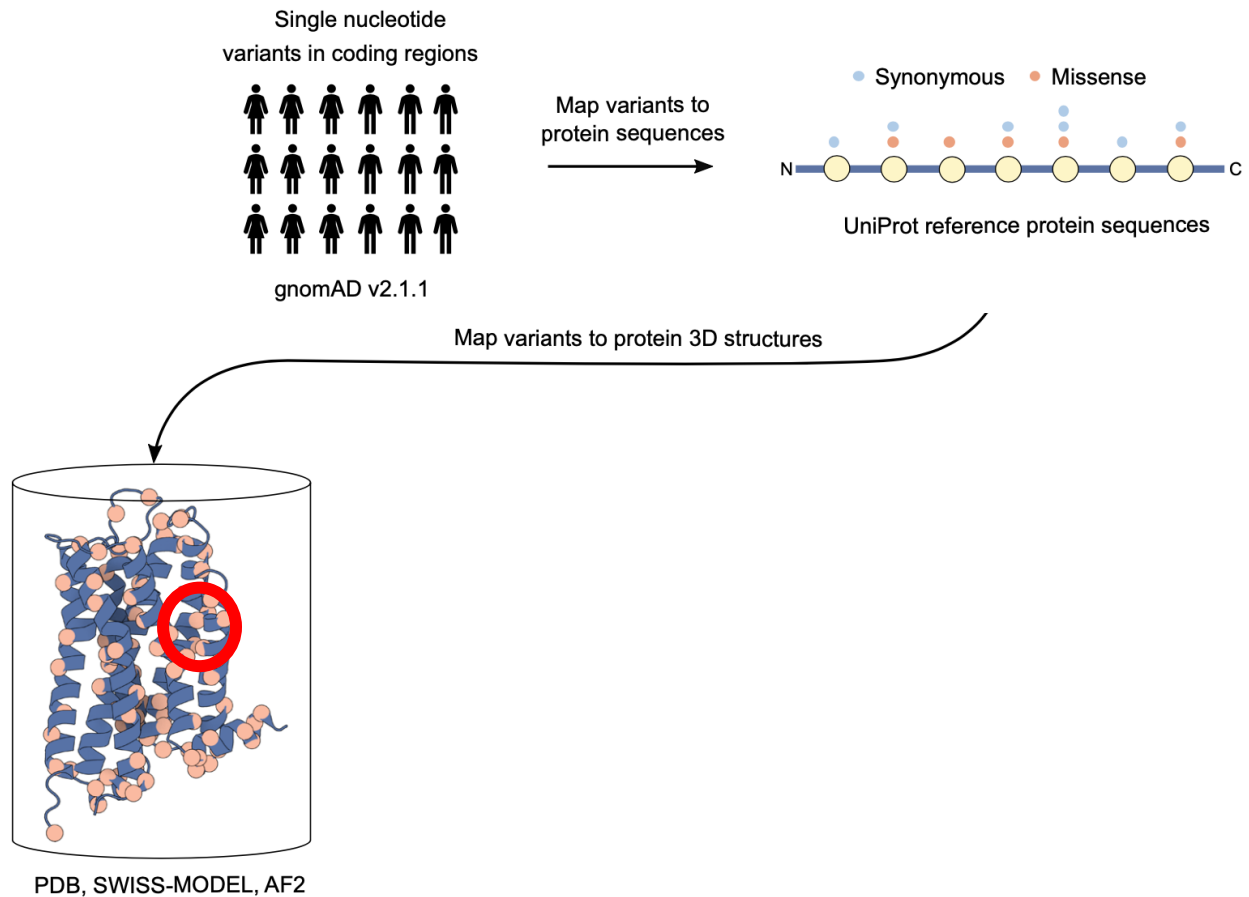 Single nucleotide
variants in coding regions
gnomAD v2.1.1
Map variants to
protein sequences
Synonymous Missense
N C
UniProt reference protein sequences
Map variants to protein 3D structures
PDB, SWISS-MODEL, AF2